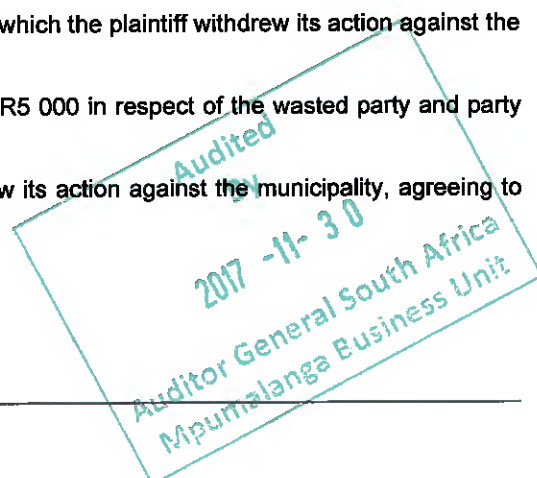 which the plaintiff withdrew its action against the
R5 000 in respect of the wasted party and party
w its action against the municipality, agreeing to
Audited
By
2017 -11- 30
Auditor General South Africa
Mpumalanga Business Unit